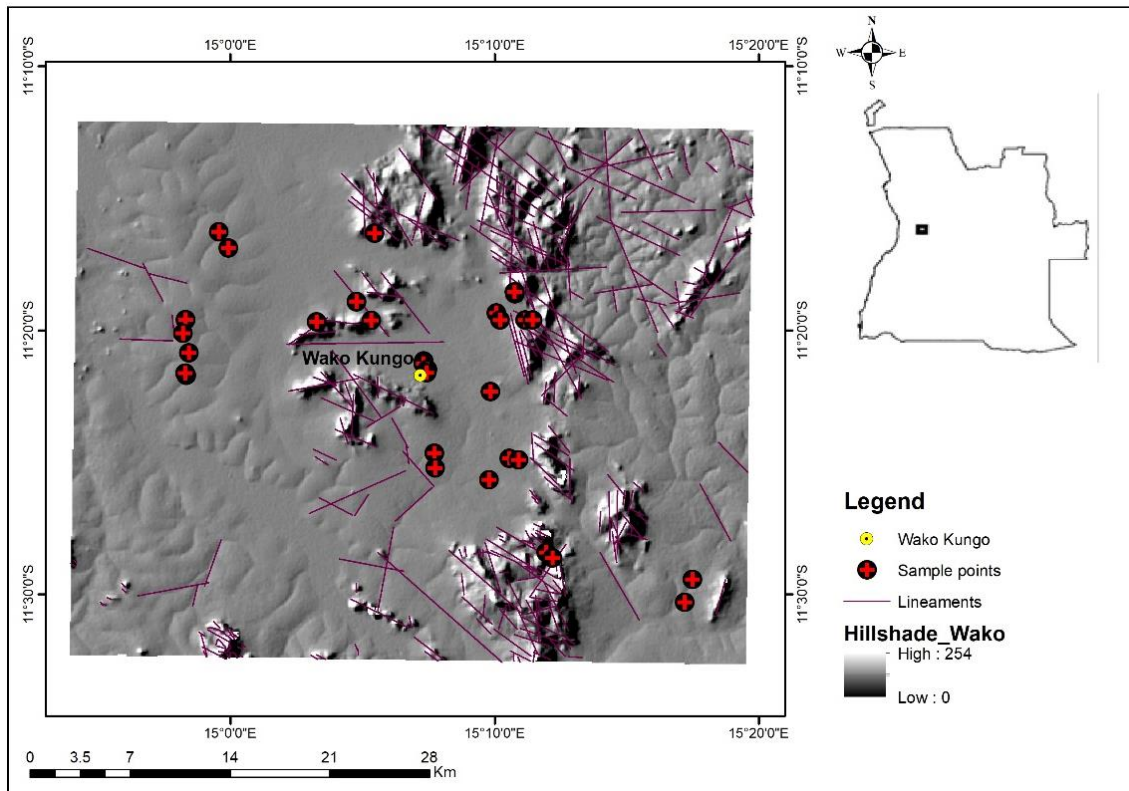 15°0'0"E 15°10'0"E 15°20'0"E
11°10'0"S 11°10'0"S
11°20'0"S 11°20'0"S
11°30'0"S 11°30'0"S
Wako Kungo
15°0'0"E 15°10'0"E 15°20'0"E
0 3.5 7 14 21 28
Km
N
W E
S
Legend
Wako Kungo
Sample points
Lineaments
Hillshade_Wako
High : 254
Low : 0